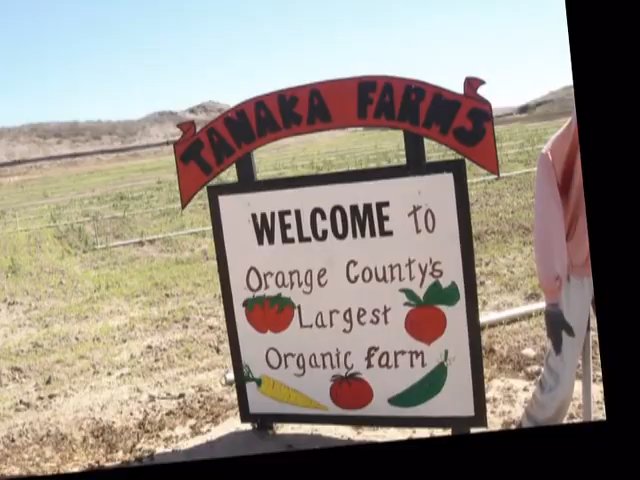 TANAKA FARMS
WELCOME to
Orange County's
Largest
Organic farm